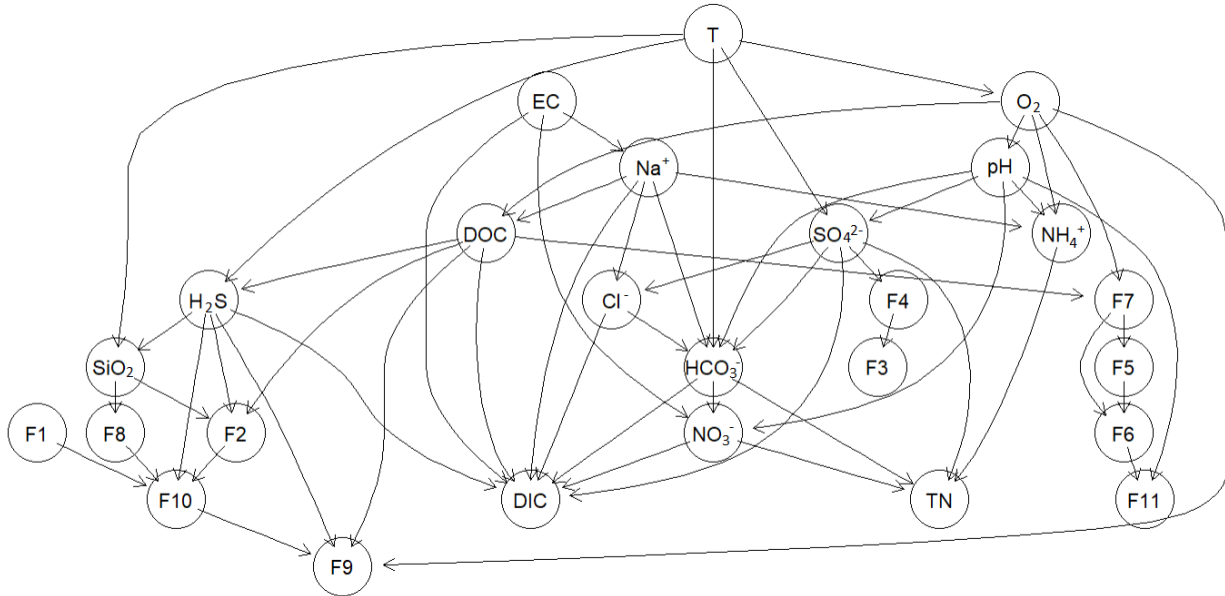 T
EC
O₂
Na⁺
pH
DOC
SO₄²⁻
NH₄⁺
H₂S
Cl⁻
F4
F7
SiO₂
HCO₃⁻
F3
F5
F1
F8
F2
NO₃⁻
F6
F10
DIC
TN
F11
F9